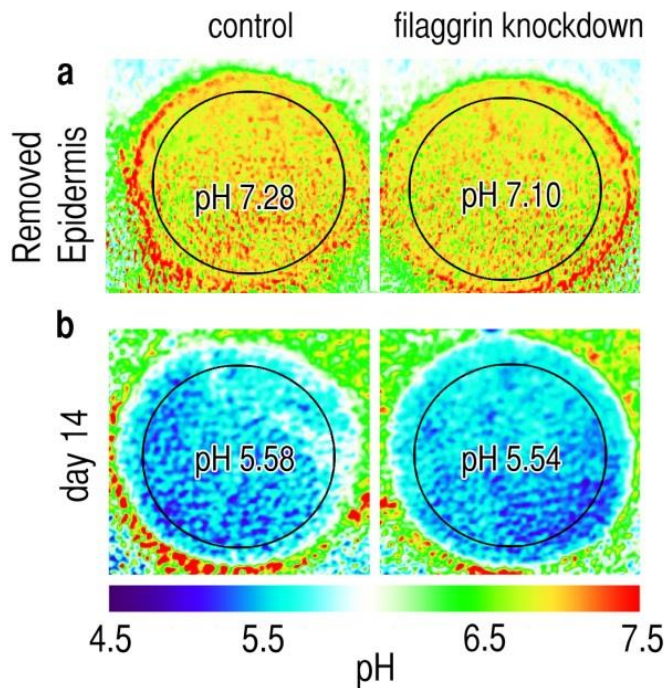 control filaggrin knockdown
a
Removed
Epidermis
pH 7.28 pH 7.10
b
day 14
pH 5.58 pH 5.54
4.5 5.5 6.5 7.5
pH